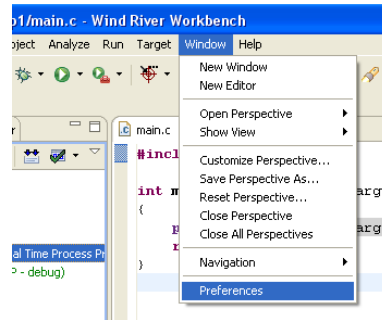 p1/main.c - Wind River Workbench
oject Analyze Run Target Window Help
New Window
New Editor
Open Perspective
Show View
Customize Perspective...
Save Perspective As...
Reset Perspective...
Close Perspective
Close All Perspectives
Navigation
Preferences
main.c
#incl
int m
arg
{
p
arg
r
}
al Time Process Pr
P - debug)